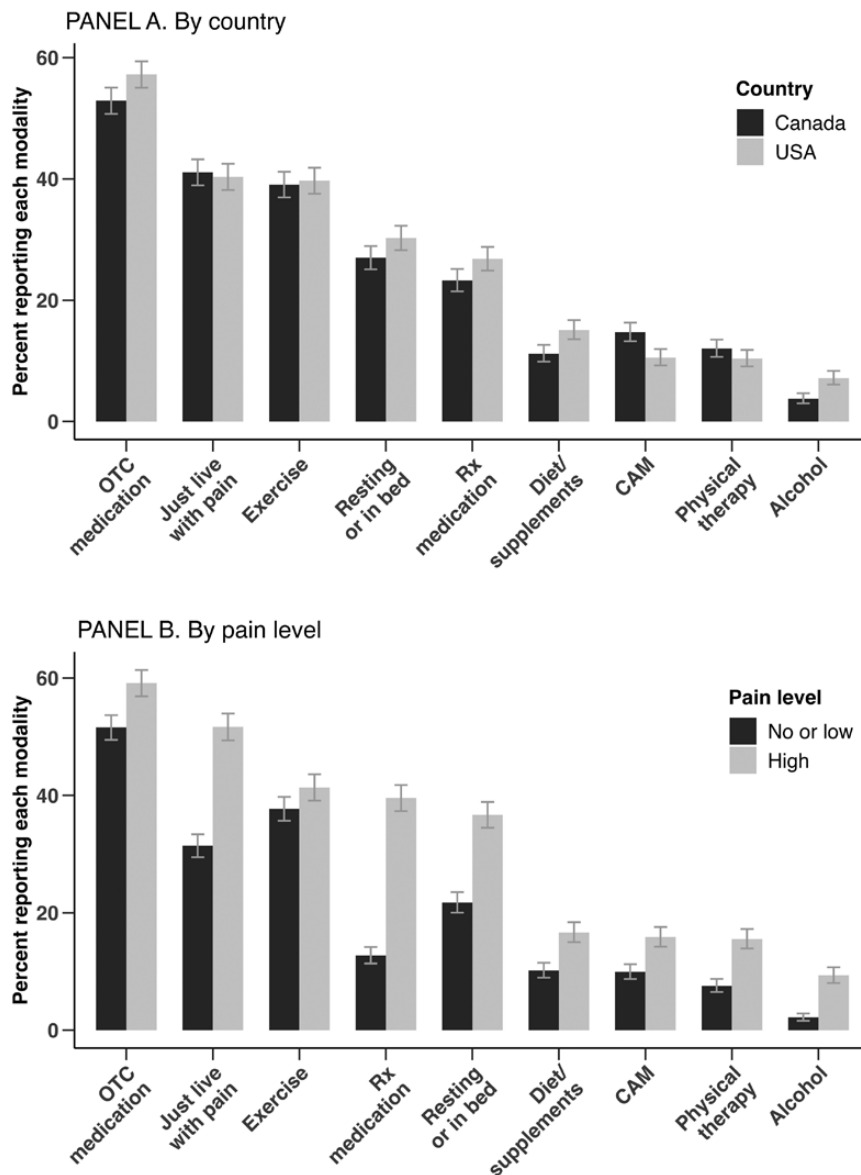 PANEL A. By country
Percent reporting each modality
60
40
20
0
Country
Canada
USA
OTC
medication
Just live
with pain
Exercise
Resting
or in bed
Rx
medication
Diet/
supplements
CAM
Physical
therapy
Alcohol
PANEL B. By pain level
Percent reporting each modality
60
40
20
0
Pain level
No or low
High
OTC
medication
Just live
with pain
Exercise
Rx
medication
Resting
or in bed
Diet/
supplements
CAM
Physical
therapy
Alcohol